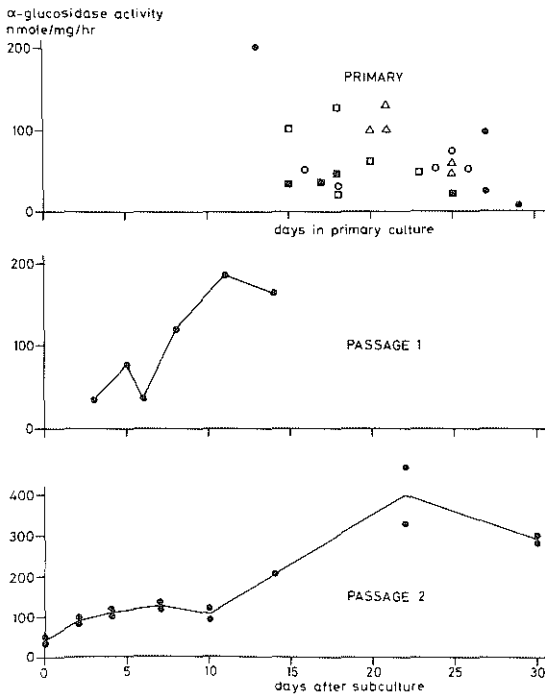 α-glucosidase activity
nmole/mg/hr
200
PRIMARY
100
0
days in primary culture
200
PASSAGE 1
100
0
400
300
200
PASSAGE 2
100
0
0 5 10 15 20 25 30
days after subculture